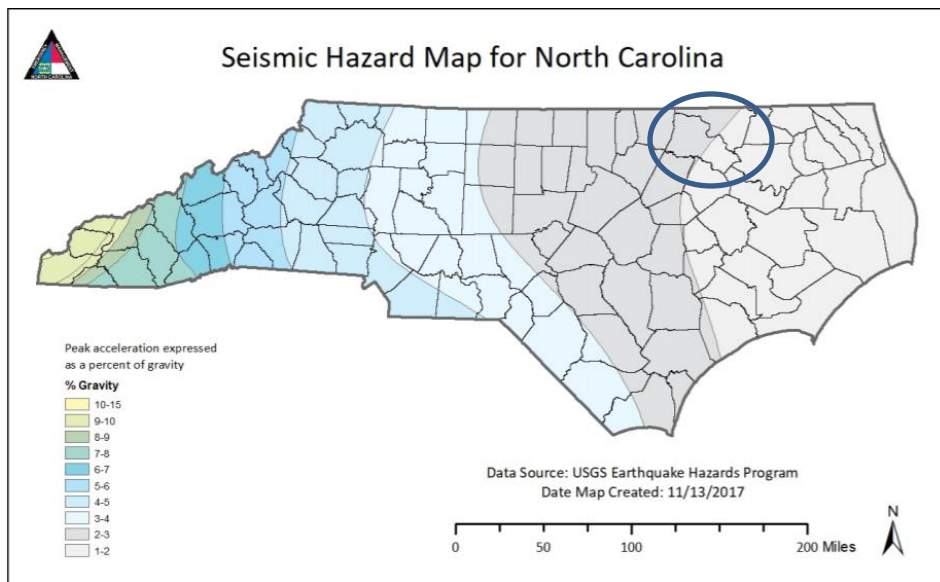 Seismic Hazard Map for North Carolina
NORTH CAROLINA
Peak acceleration expressed
as a percent of gravity
% Gravity
10-15
9-10
8-9
7-8
6-7
5-6
4-5
3-4
2-3
1-2
Data Source: USGS Earthquake Hazards Program
Date Map Created: 11/13/2017
N
0 50 100 200 Miles